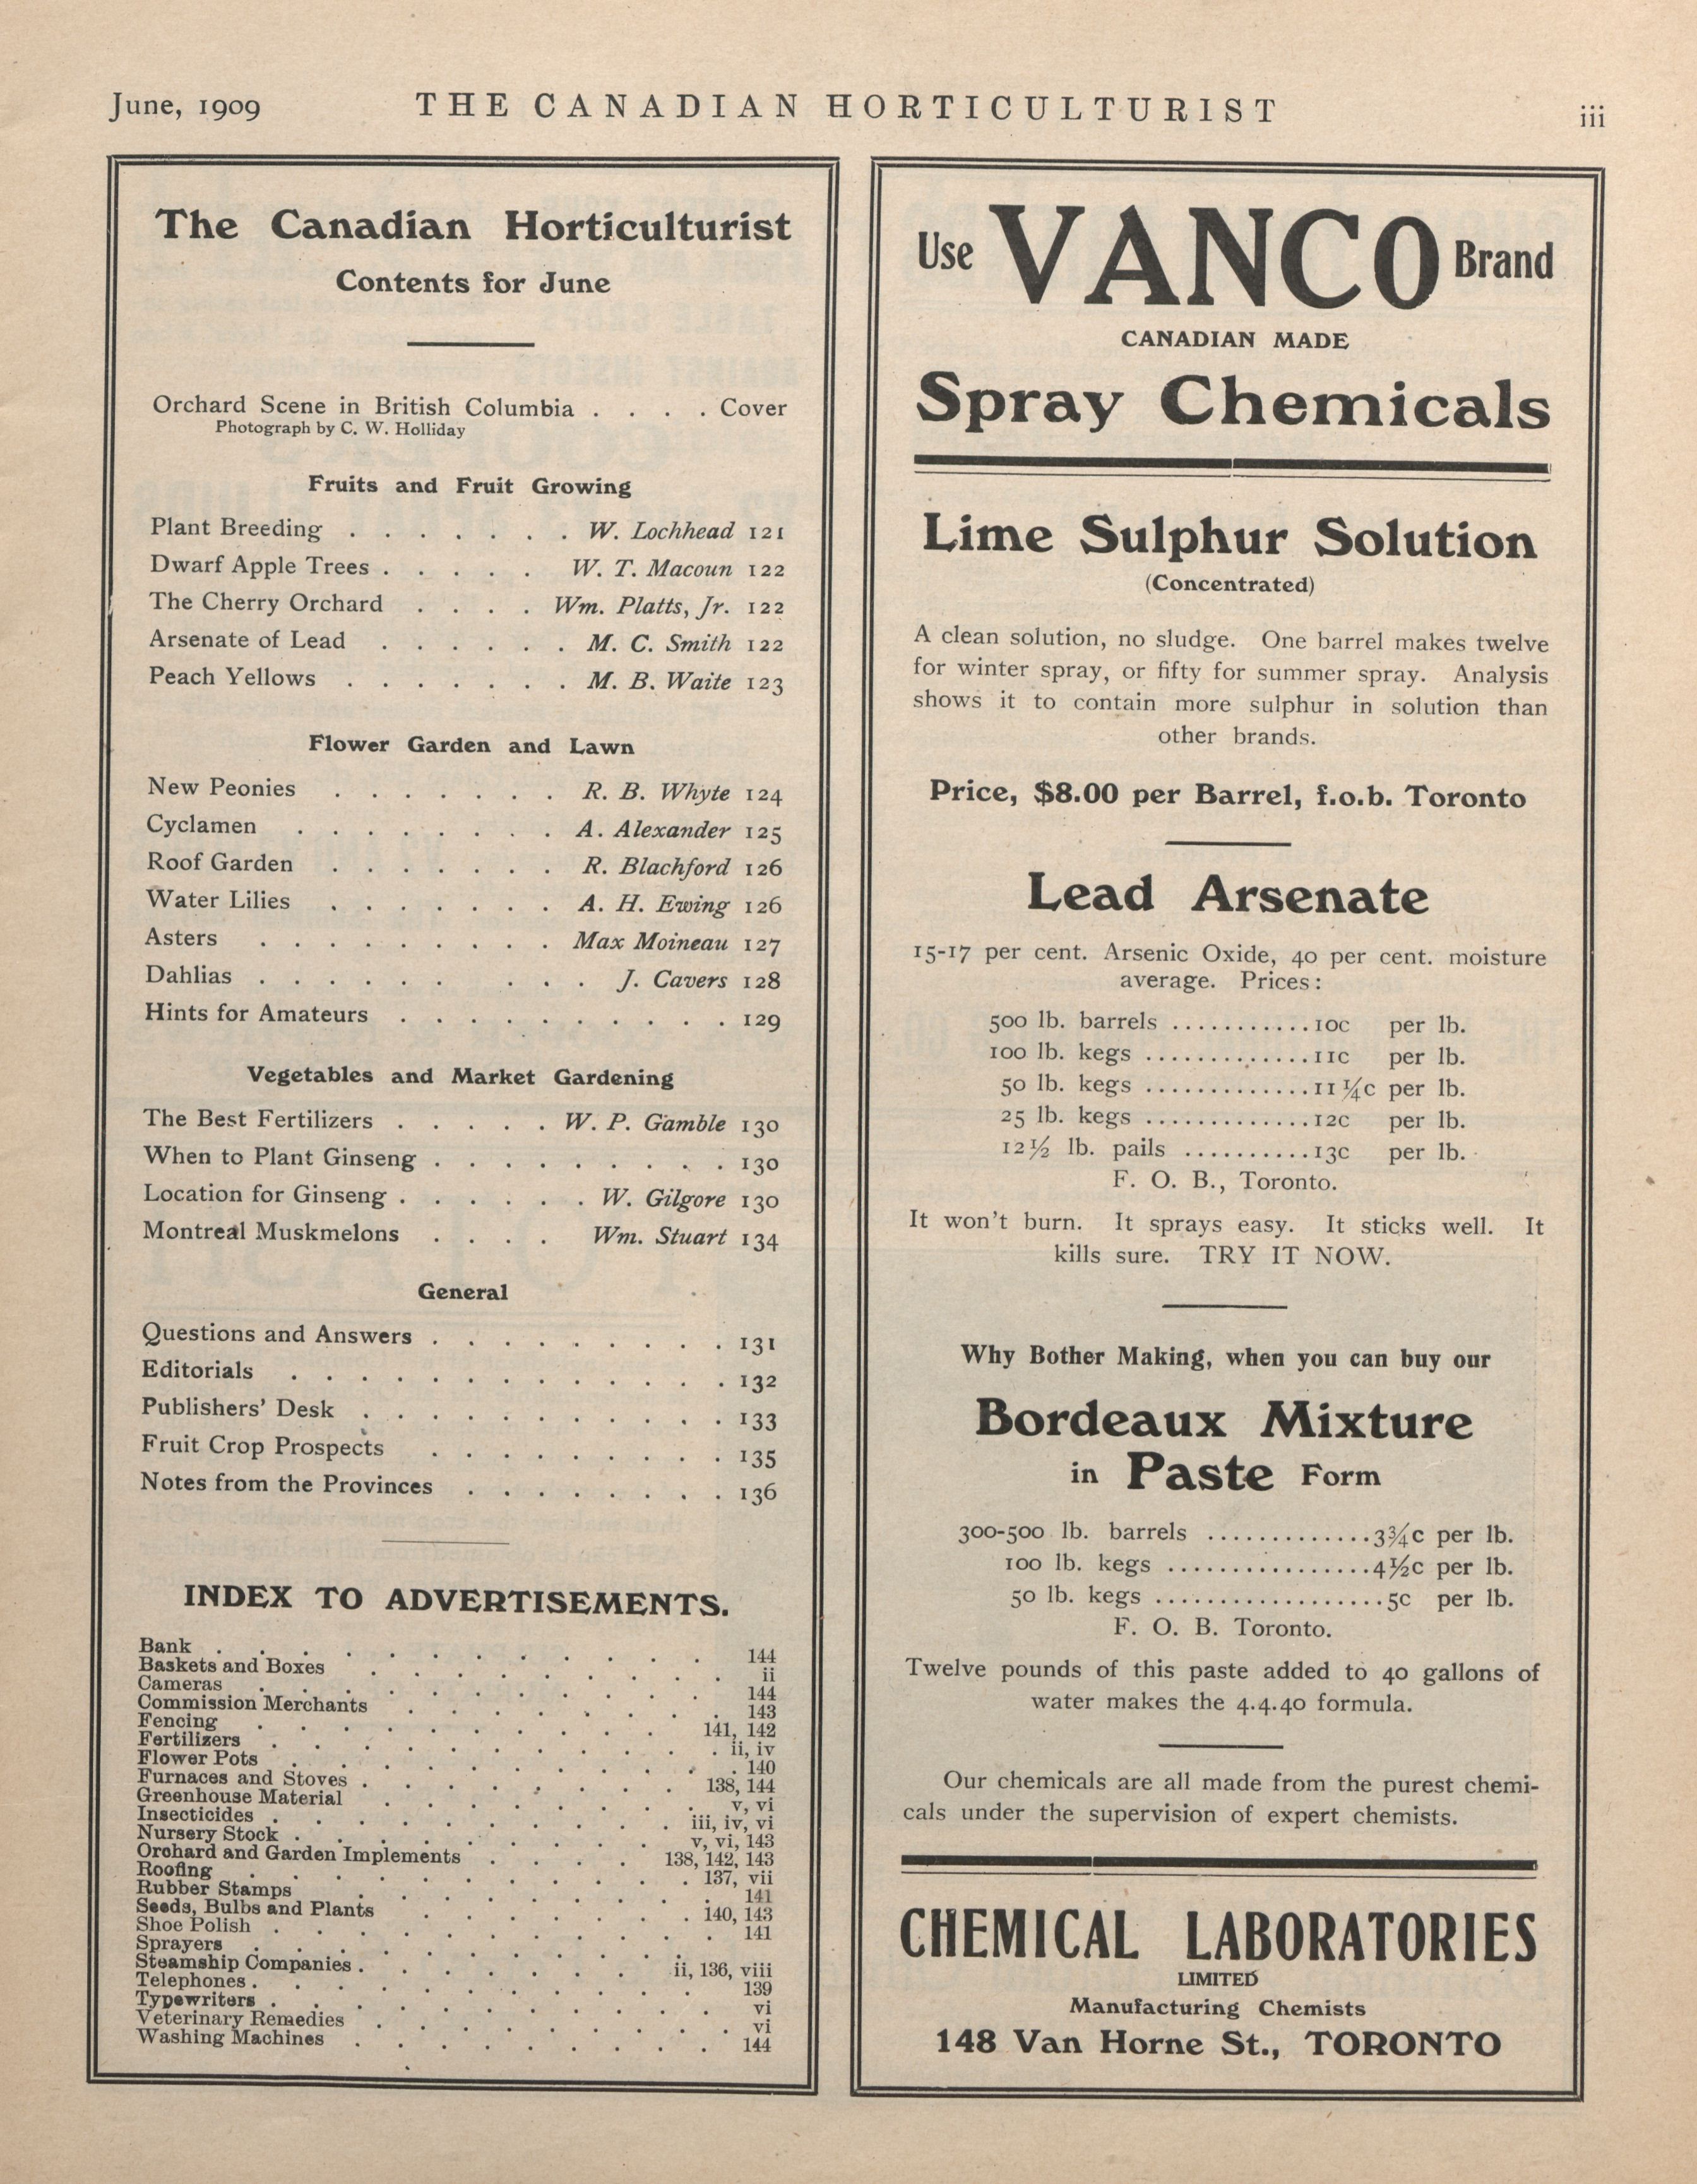 June, 1909 THE CANADIAN HORTICULTURIST iii
The Canadian Horticulturist
Contents for June
Orchard Scene in British Columbia . . . . Cover
Photograph by C. W. Holliday
Fruits and Fruit Growing
Plant Breeding . . . . . . . W. Lochhead 121
Dwarf Apple Trees . . . . . W. T. Macoun 122
The Cherry Orchard . . . . Wm. Platts, Jr. 122
Arsenate of Lead . . . . . . M. C. Smith 122
Peach Yellows . . . . . . . M. B. Waite 123
Flower Garden and Lawn
New Peonies . . . . . . . R. B. Whyte 124
Cyclamen . . . . . . . . A. Alexander 125
Roof Garden . . . . . . . R. Blachford 126
Water Lilies . . . . . . . A. H. Ewing 126
Asters . . . . . . . . . Max Moineau 127
Dahlias . . . . . . . . . J. Cavers 128
Hints for Amateurs . . . . . . . . . . 129
Vegetables and Market Gardening
The Best Fertilizers . . . . . W. P. Gamble 130
When to Plant Ginseng . . . . . . . . . 130
Location for Ginseng . . . . . . W. Gilgore 130
Montreal Muskmelons . . . . Wm. Stuart 134
General
Questions and Answers . . . . . . . . . 131
Editorials . . . . . . . . . . . . . 132
Publishers' Desk . . . . . . . . . . . 133
Fruit Crop Prospects . . . . . . . . . 135
Notes from the Provinces . . . . . . . . 136
INDEX TO ADVERTISEMENTS.
Bank . . . . . . . . . . . . 144
Baskets and Boxes . . . . . . . . . ii
Cameras . . . . . . . . . . . 144
Commission Merchants . . . . . . . . 143
Fencing . . . . . . . . . . 141, 142
Fertilizers . . . . . . . . . . . ii, iv
Flower Pots . . . . . . . . . . . 140
Furnaces and Stoves . . . . . . . . 138, 144
Greenhouse Material . . . . . . . . v, vi
Insecticides . . . . . . . . . . iii, iv, vi
Nursery Stock . . . . . . . . . v, vi, 143
Orchard and Garden Implements . . . . 138, 142, 143
Roofing . . . . . . . . . . . 137, vii
Rubber Stamps . . . . . . . . . 141
Seeds, Bulbs and Plants . . . . . . . 140, 143
Shoe Polish . . . . . . . . . . . 141
Sprayers . . . . . . . . . . .
Steamship Companies . . . . . . . . ii, 136, viii
Telephones . . . . . . . . . . . 139
Typewriters . . . . . . . . . . . vi
Veterinary Remedies . . . . . . . . . vi
Washing Machines . . . . . . . . . 144
Use VANCO Brand
CANADIAN MADE
Spray Chemicals
Lime Sulphur Solution
(Concentrated)
A clean solution, no sludge. One barrel makes twelve
for winter spray, or fifty for summer spray. Analysis
shows it to contain more sulphur in solution than
other brands.
Price, $8.00 per Barrel, f.o.b. Toronto
Lead Arsenate
15-17 per cent. Arsenic Oxide, 40 per cent. moisture
average. Prices:
500 lb. barrels ...........10c per lb.
100 lb. kegs .............11c per lb.
50 lb. kegs .............11¼c per lb.
25 lb. kegs .............12c per lb.
12½ lb. pails ..........13c per lb.
F. O. B., Toronto.
It won't burn. It sprays easy. It sticks well. It
kills sure. TRY IT NOW.
Why Bother Making, when you can buy our
Bordeaux Mixture
in Paste Form
300-500 lb. barrels .............3¾c per lb.
100 lb. kegs ................4½c per lb.
50 lb. kegs ..................5c per lb.
F. O. B. Toronto.
Twelve pounds of this paste added to 40 gallons of
water makes the 4.4.40 formula.
Our chemicals are all made from the purest chemi-
cals under the supervision of expert chemists.
CHEMICAL LABORATORIES
LIMITED
Manufacturing Chemists
148 Van Horne St., TORONTO